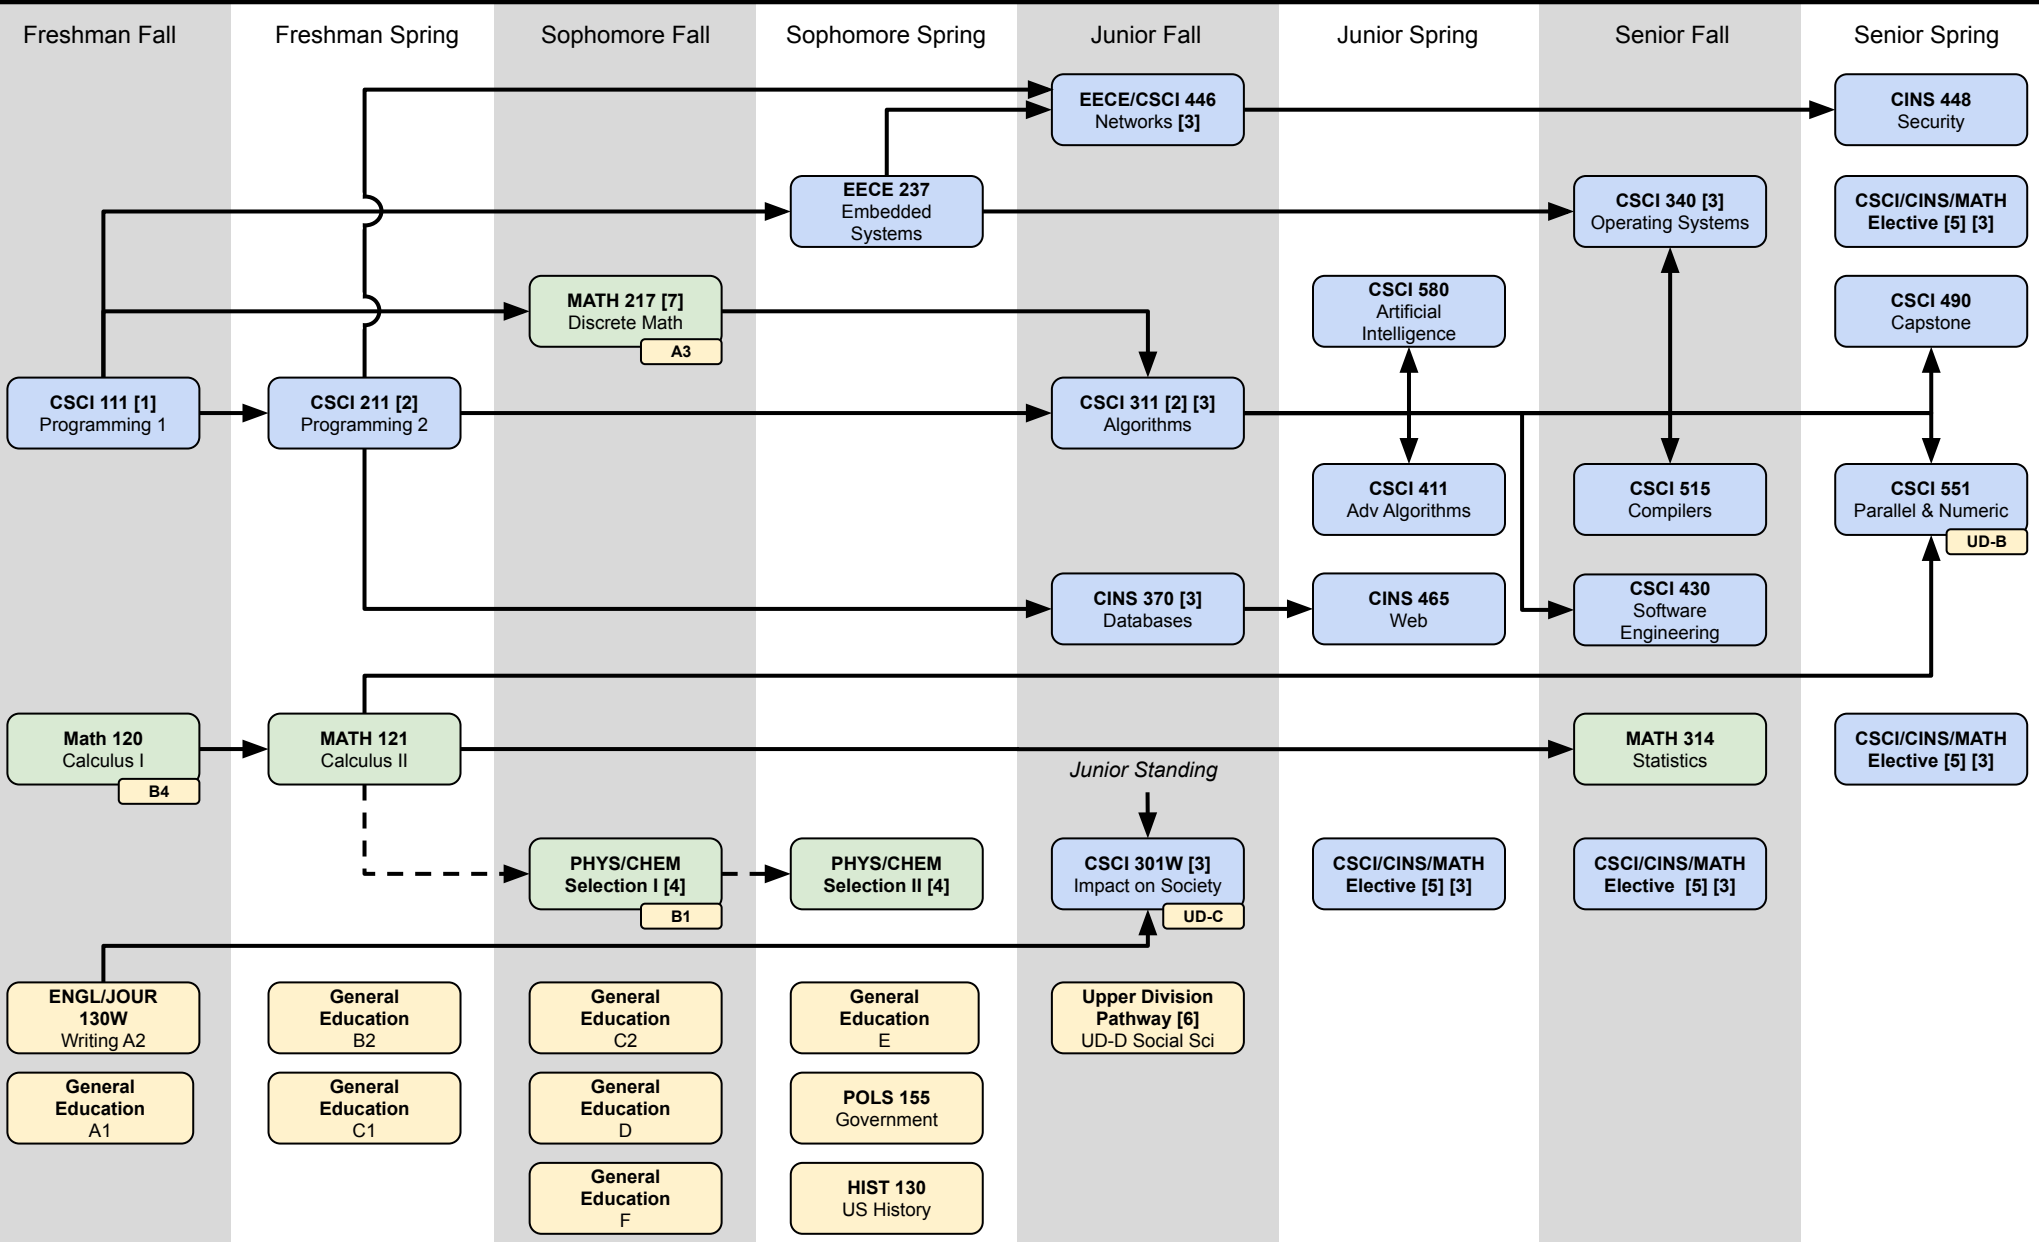 Freshman Fall
Freshman Spring
Sophomore Fall
Sophomore Spring
Junior Fall
Junior Spring
Senior Fall
Senior Spring
EECE/CSCI 446
Networks [3]
CINS 448
Security
EECE 237
Embedded
Systems
CSCI 340 [3]
Operating Systems
CSCI/CINS/MATH
Elective [5] [3]
MATH 217 [7]
Discrete Math
A3
CSCI 580
Artificial
Intelligence
CSCI 490
Capstone
CSCI 111 [1]
Programming 1
CSCI 211 [2]
Programming 2
CSCI 311 [2] [3]
Algorithms
CSCI 411
Adv Algorithms
CSCI 515
Compilers
CSCI 551
Parallel & Numeric
UD-B
CINS 370 [3]
Databases
CINS 465
Web
CSCI 430
Software
Engineering
Math 120
Calculus I
B4
MATH 121
Calculus II
Junior Standing
MATH 314
Statistics
CSCI/CINS/MATH
Elective [5] [3]
PHYS/CHEM
Selection I [4]
B1
PHYS/CHEM
Selection II [4]
CSCI 301W [3]
Impact on Society
UD-C
CSCI/CINS/MATH
Elective [5] [3]
CSCI/CINS/MATH
Elective [5] [3]
ENGL/JOUR
130W
Writing A2
General
Education
B2
General
Education
C2
General
Education
E
Upper Division
Pathway [6]
UD-D Social Sci
General
Education
A1
General
Education
C1
General
Education
D
POLS 155
Government
General
Education
F
HIST 130
US History